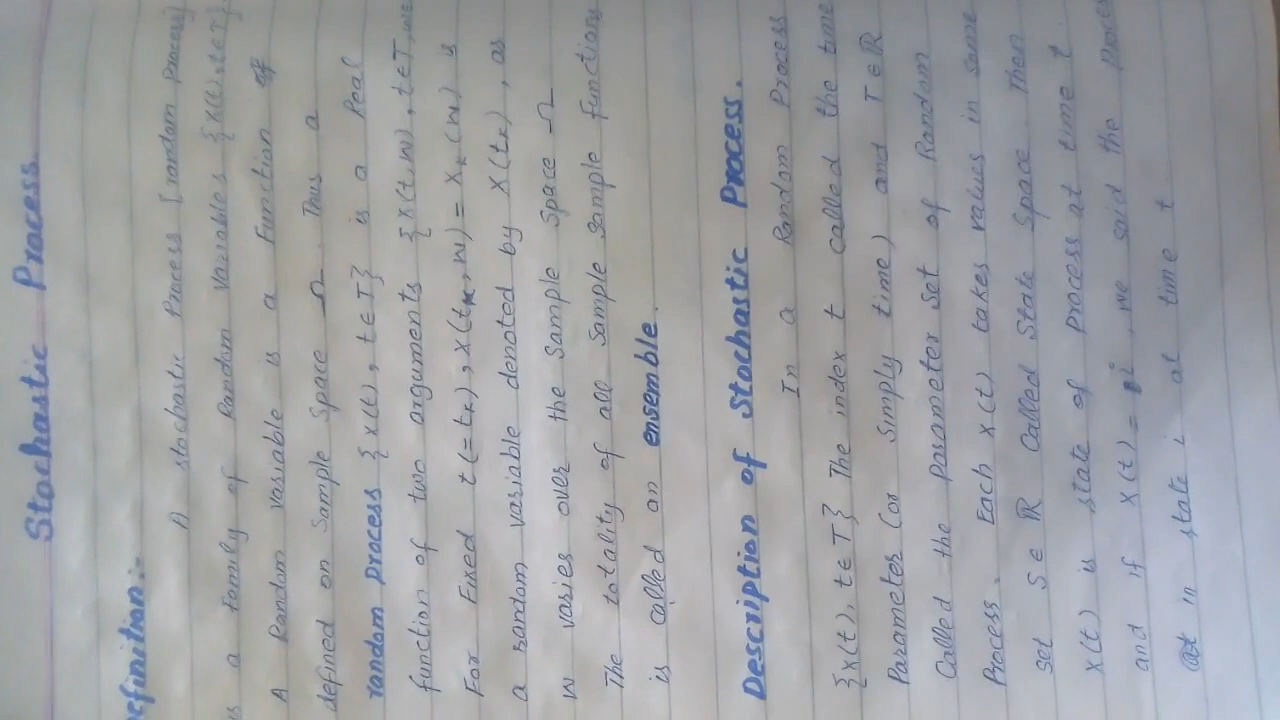 Stochastic Process
efinition:-
A stochastic Process [random process]
is a Family of Random Variables {X(t), t∈T}.
A Random variable is a Function of
defined on Sample Space Ω. Thus a
random process {X(t), t∈T} is a Real
function of two arguments {X(t,w), t∈T, w∈
For Fixed t(=tₖ), X(tₖ,w) = Xₖ(w) is
a random variable denoted by X(tₖ), as
w varies over the Sample Space Ω
The totality of all Sample Sample functions
is called an ensemble.
Description of Stochastic Process.
In a Random Process
{X(t), t∈T} The index t called the time
Parameter (or Simply time) and T∈ℝ
Called the parameter Set of Random
Process. Each X(t) takes values in some
Set S∈ℝ Called State Space. Then
X(t) is state of Process at time t
and if X(t) = i, we said the Proces
in state i at time t